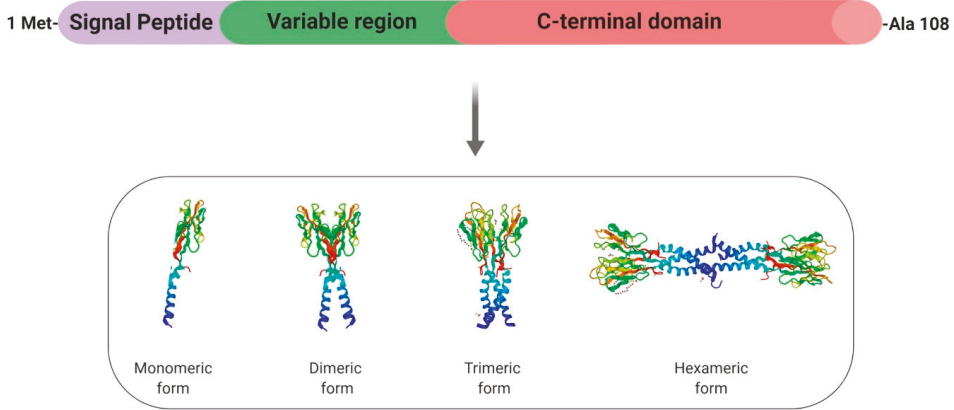 1 Met- Signal Peptide Variable region C-terminal domain -Ala 108
Monomeric form
Dimeric form
Trimeric form
Hexameric form